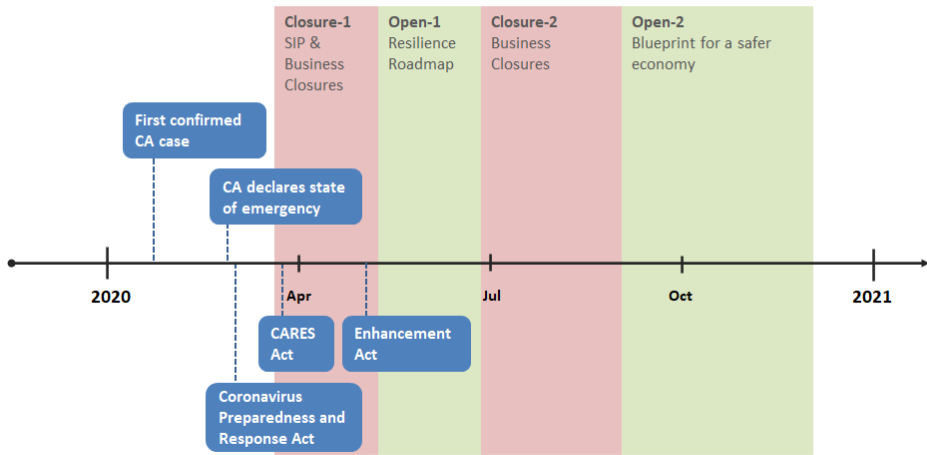 Closure-1
SIP &
Business
Closures
Open-1
Resilience
Roadmap
Closure-2
Business
Closures
Open-2
Blueprint for a safer
economy
First confirmed
CA case
CA declares state
of emergency
2020
Apr
Jul
Oct
2021
CARES
Act
Enhancement
Act
Coronavirus
Preparedness and
Response Act